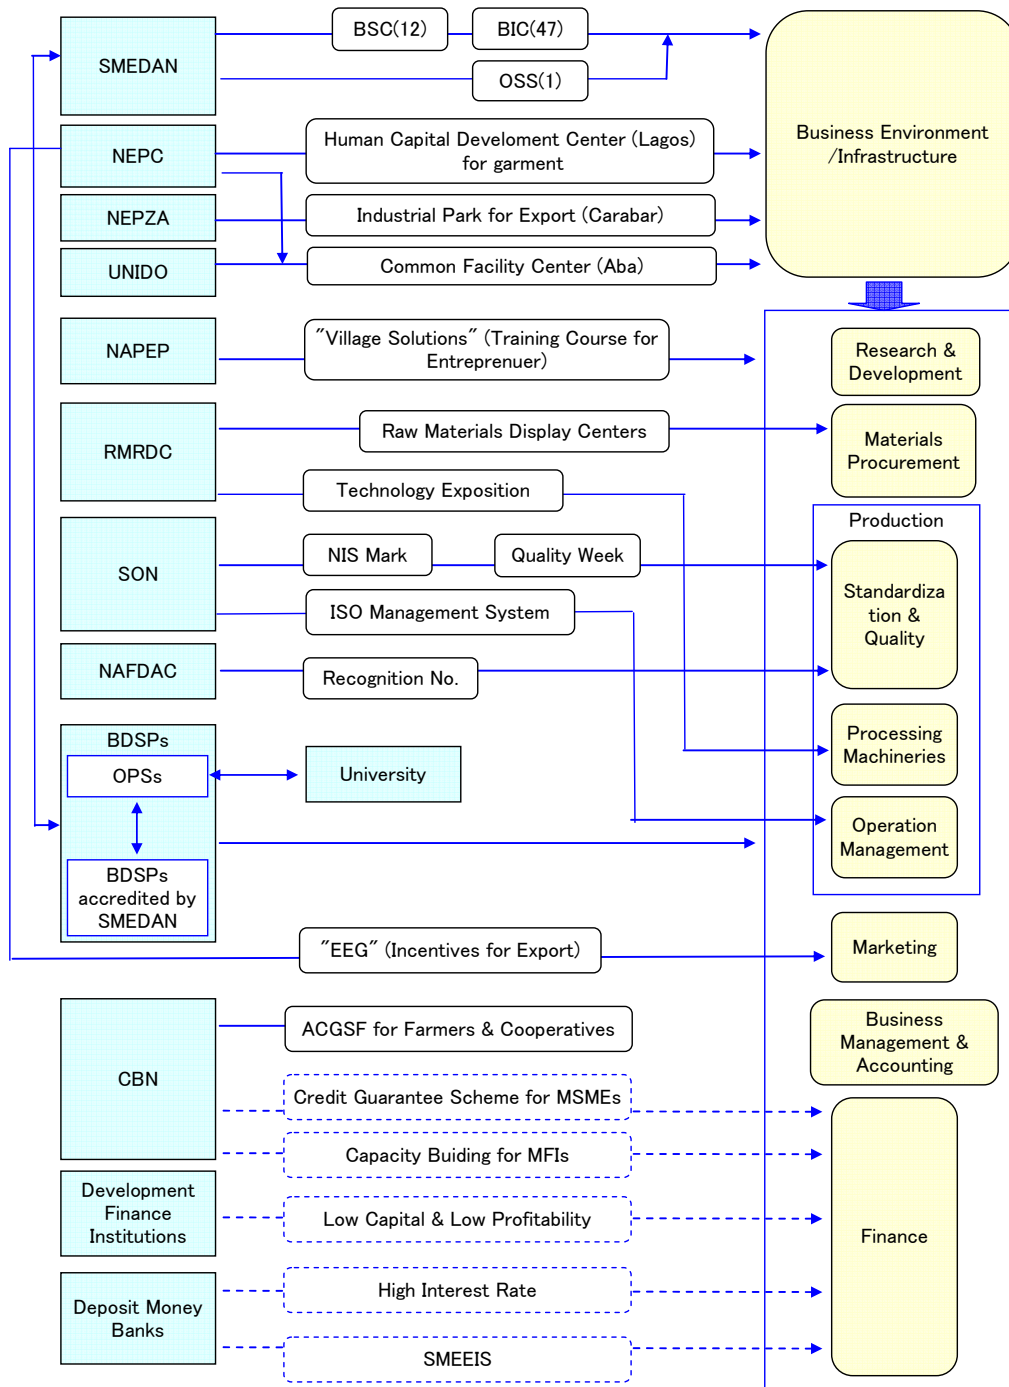 SMEDAN
BSC(12)
BIC(47)
OSS(1)
Business Environment
/Infrastructure
NEPC
Human Capital Develoment Center (Lagos)
for garment
NEPZA
Industrial Park for Export (Carabar)
UNIDO
Common Facility Center (Aba)
NAPEP
"Village Solutions" (Training Course for
Entreprenuer)
Research &
Development
RMRDC
Raw Materials Display Centers
Materials
Procurement
Technology Exposition
Production
SON
NIS Mark
Quality Week
Standardiza
tion &
Quality
ISO Management System
NAFDAC
Recognition No.
BDSPs
OPSs
University
Processing
Machineries
BDSPs
accredited by
SMEDAN
Operation
Management
"EEG" (Incentives for Export)
Marketing
CBN
ACGSF for Farmers & Cooperatives
Business
Management &
Accounting
Credit Guarantee Scheme for MSMEs
Capacity Buiding for MFIs
Development
Finance
Institutions
Low Capital & Low Profitability
Finance
Deposit Money
Banks
High Interest Rate
SMEEIS